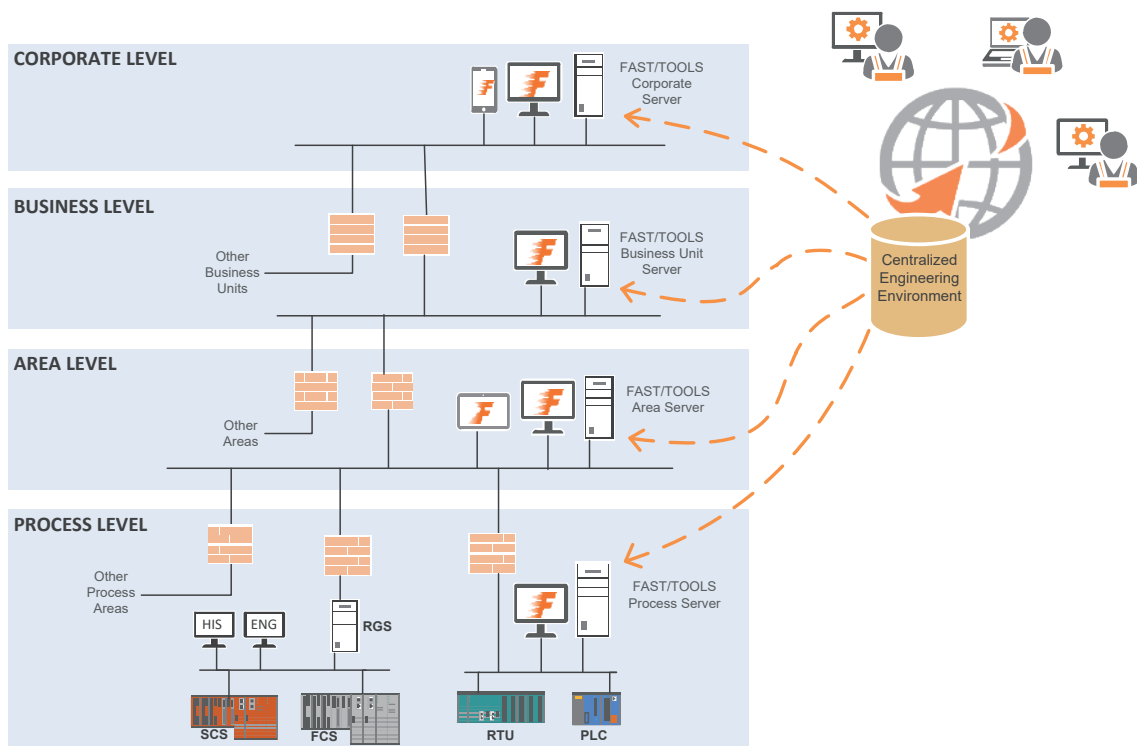 CORPORATE LEVEL
FAST/TOOLS
Corporate
Server
F
F
BUSINESS LEVEL
FAST/TOOLS
Business Unit
Server
F
Other
Business
Units
Centralized
Engineering
Environment
AREA LEVEL
FAST/TOOLS
Area Server
F
F
Other
Areas
PROCESS LEVEL
Other
Process
Areas
FAST/TOOLS
Process Server
F
HIS
ENG
RGS
SCS
FCS
RTU
PLC